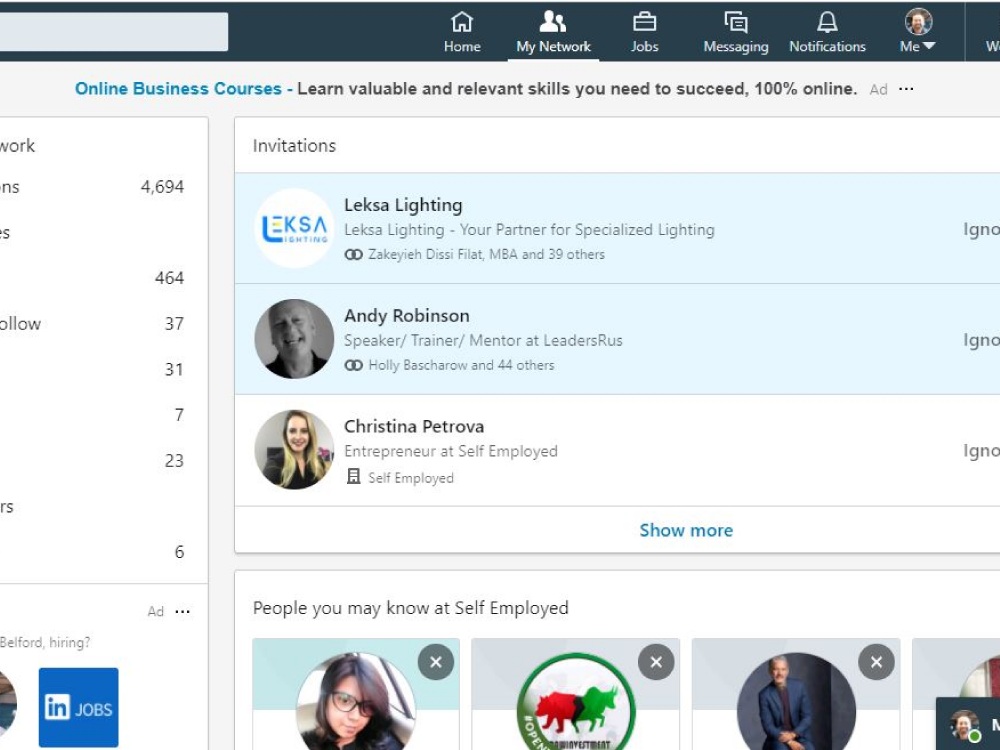 Home
My Network
Jobs
Messaging
Notifications
Me
Online Business Courses - Learn valuable and relevant skills you need to succeed, 100% online. Ad ...
Invitations
4,694
464
ollow 37
31
7
23
rs
6
LEKSA
LIGHTING
Leksa Lighting
Leksa Lighting - Your Partner for Specialized Lighting
Zakeyieh Dissi Filat, MBA and 39 others
Igno
Andy Robinson
Speaker/ Trainer/ Mentor at LeadersRus
Holly Bascharow and 44 others
Igno
Christina Petrova
Entrepreneur at Self Employed
Self Employed
Igno
Show more
Ad ...
Belford, hiring?
in JOBS
People you may know at Self Employed